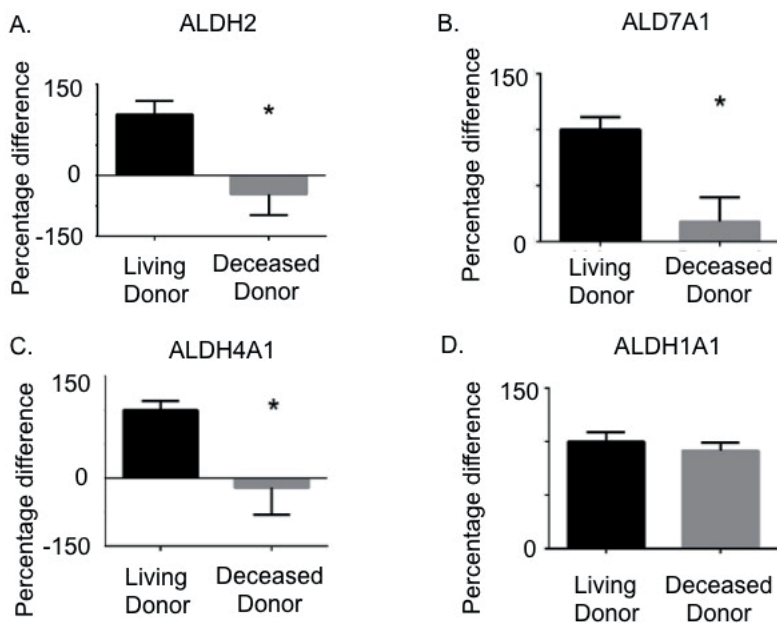 A.
ALDH2
Percentage difference
150
0
-150
Living
Donor
Deceased
Donor
*
B.
ALD7A1
Percentage difference
150
0
Living
Donor
Deceased
Donor
*
C.
ALDH4A1
Percentage difference
150
0
-150
Living
Donor
Deceased
Donor
*
D.
ALDH1A1
Percentage difference
150
0
Living
Donor
Deceased
Donor